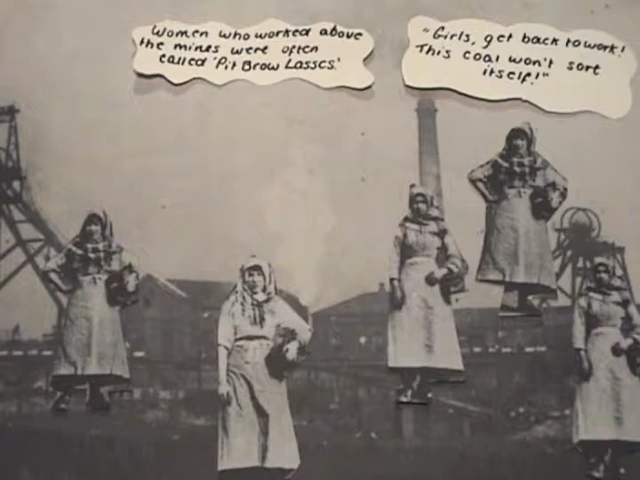 Women who worked above
the mines were often
called 'Pit Brow Lasses.'
"Girls, get back to work!
This coal won't sort
itself!"